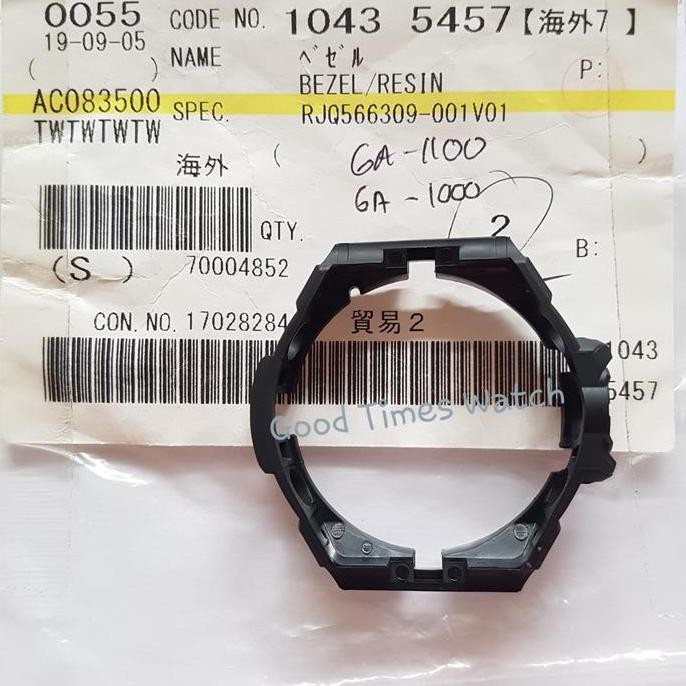 0055 CODE NO. 1043 5457【海外7 】
19-09-05 NAME ベゼル
( ) BEZEL/RESIN P:
AC083500 SPEC. RJQ566309-001V01
TWTWTWTW
海外 ( GA-1100 )
GA-1000
QTY. 2 B:
(S ) 70004852
CON.NO.17028284 貿易2
1043
5457
Good Times Watch